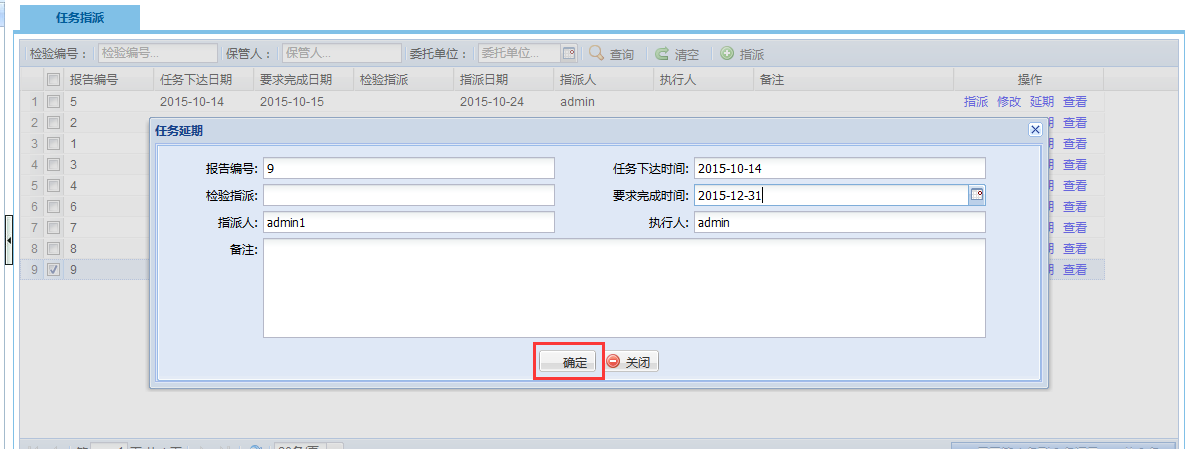 任务指派
检验编号： 检验编号... 保管人： 保管人... 委托单位： 委托单位... 查询 清空 指派
报告编号 任务下达日期 要求完成日期 检验指派 指派日期 指派人 执行人 备注 操作
1 5 2015-10-14 2015-10-15 2015-10-24 admin 指派 修改 延期 查看
2 2 查看
3 1 查看
4 3 查看
5 4 查看
6 6 查看
7 7 查看
8 8 查看
9 9 查看
任务延期
报告编号: 9 任务下达时间: 2015-10-14
检验指派: 要求完成时间: 2015-12-31
指派人: admin1 执行人: admin
备注:
确定 关闭